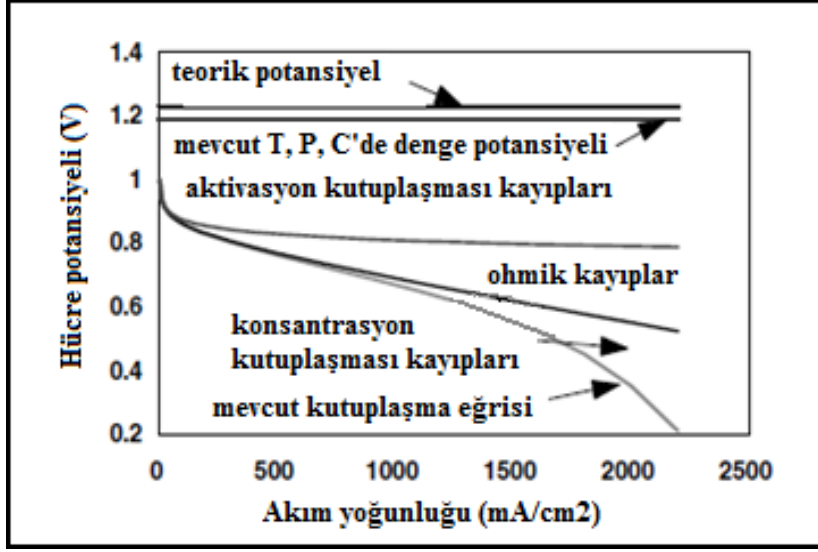 1.4
teorik potansiyel
1.2
mevcut T, P, C'de denge potansiyeli
1
aktivasyon kutuplaşması kayıpları
0.8
ohmik kayıplar
0.6
konsantrasyon
kutuplaşması kayıpları
0.4
mevcut kutuplaşma eğrisi
0.2
Hücre potansiyeli (V)
0 500 1000 1500 2000 2500
Akım yoğunluğu (mA/cm2)